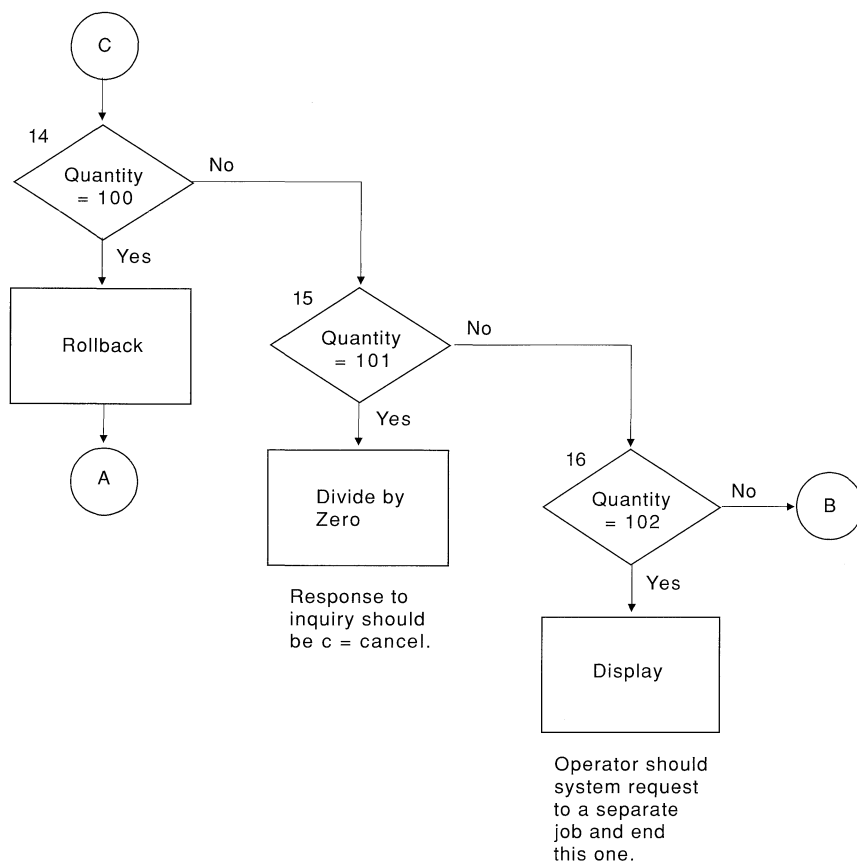 C
14
Quantity
= 100
No
Yes
Rollback
A
15
Quantity
= 101
No
Yes
Divide by
Zero
Response to
inquiry should
be c = cancel.
16
Quantity
= 102
No
B
Yes
Display
Operator should
system request
to a separate
job and end
this one.